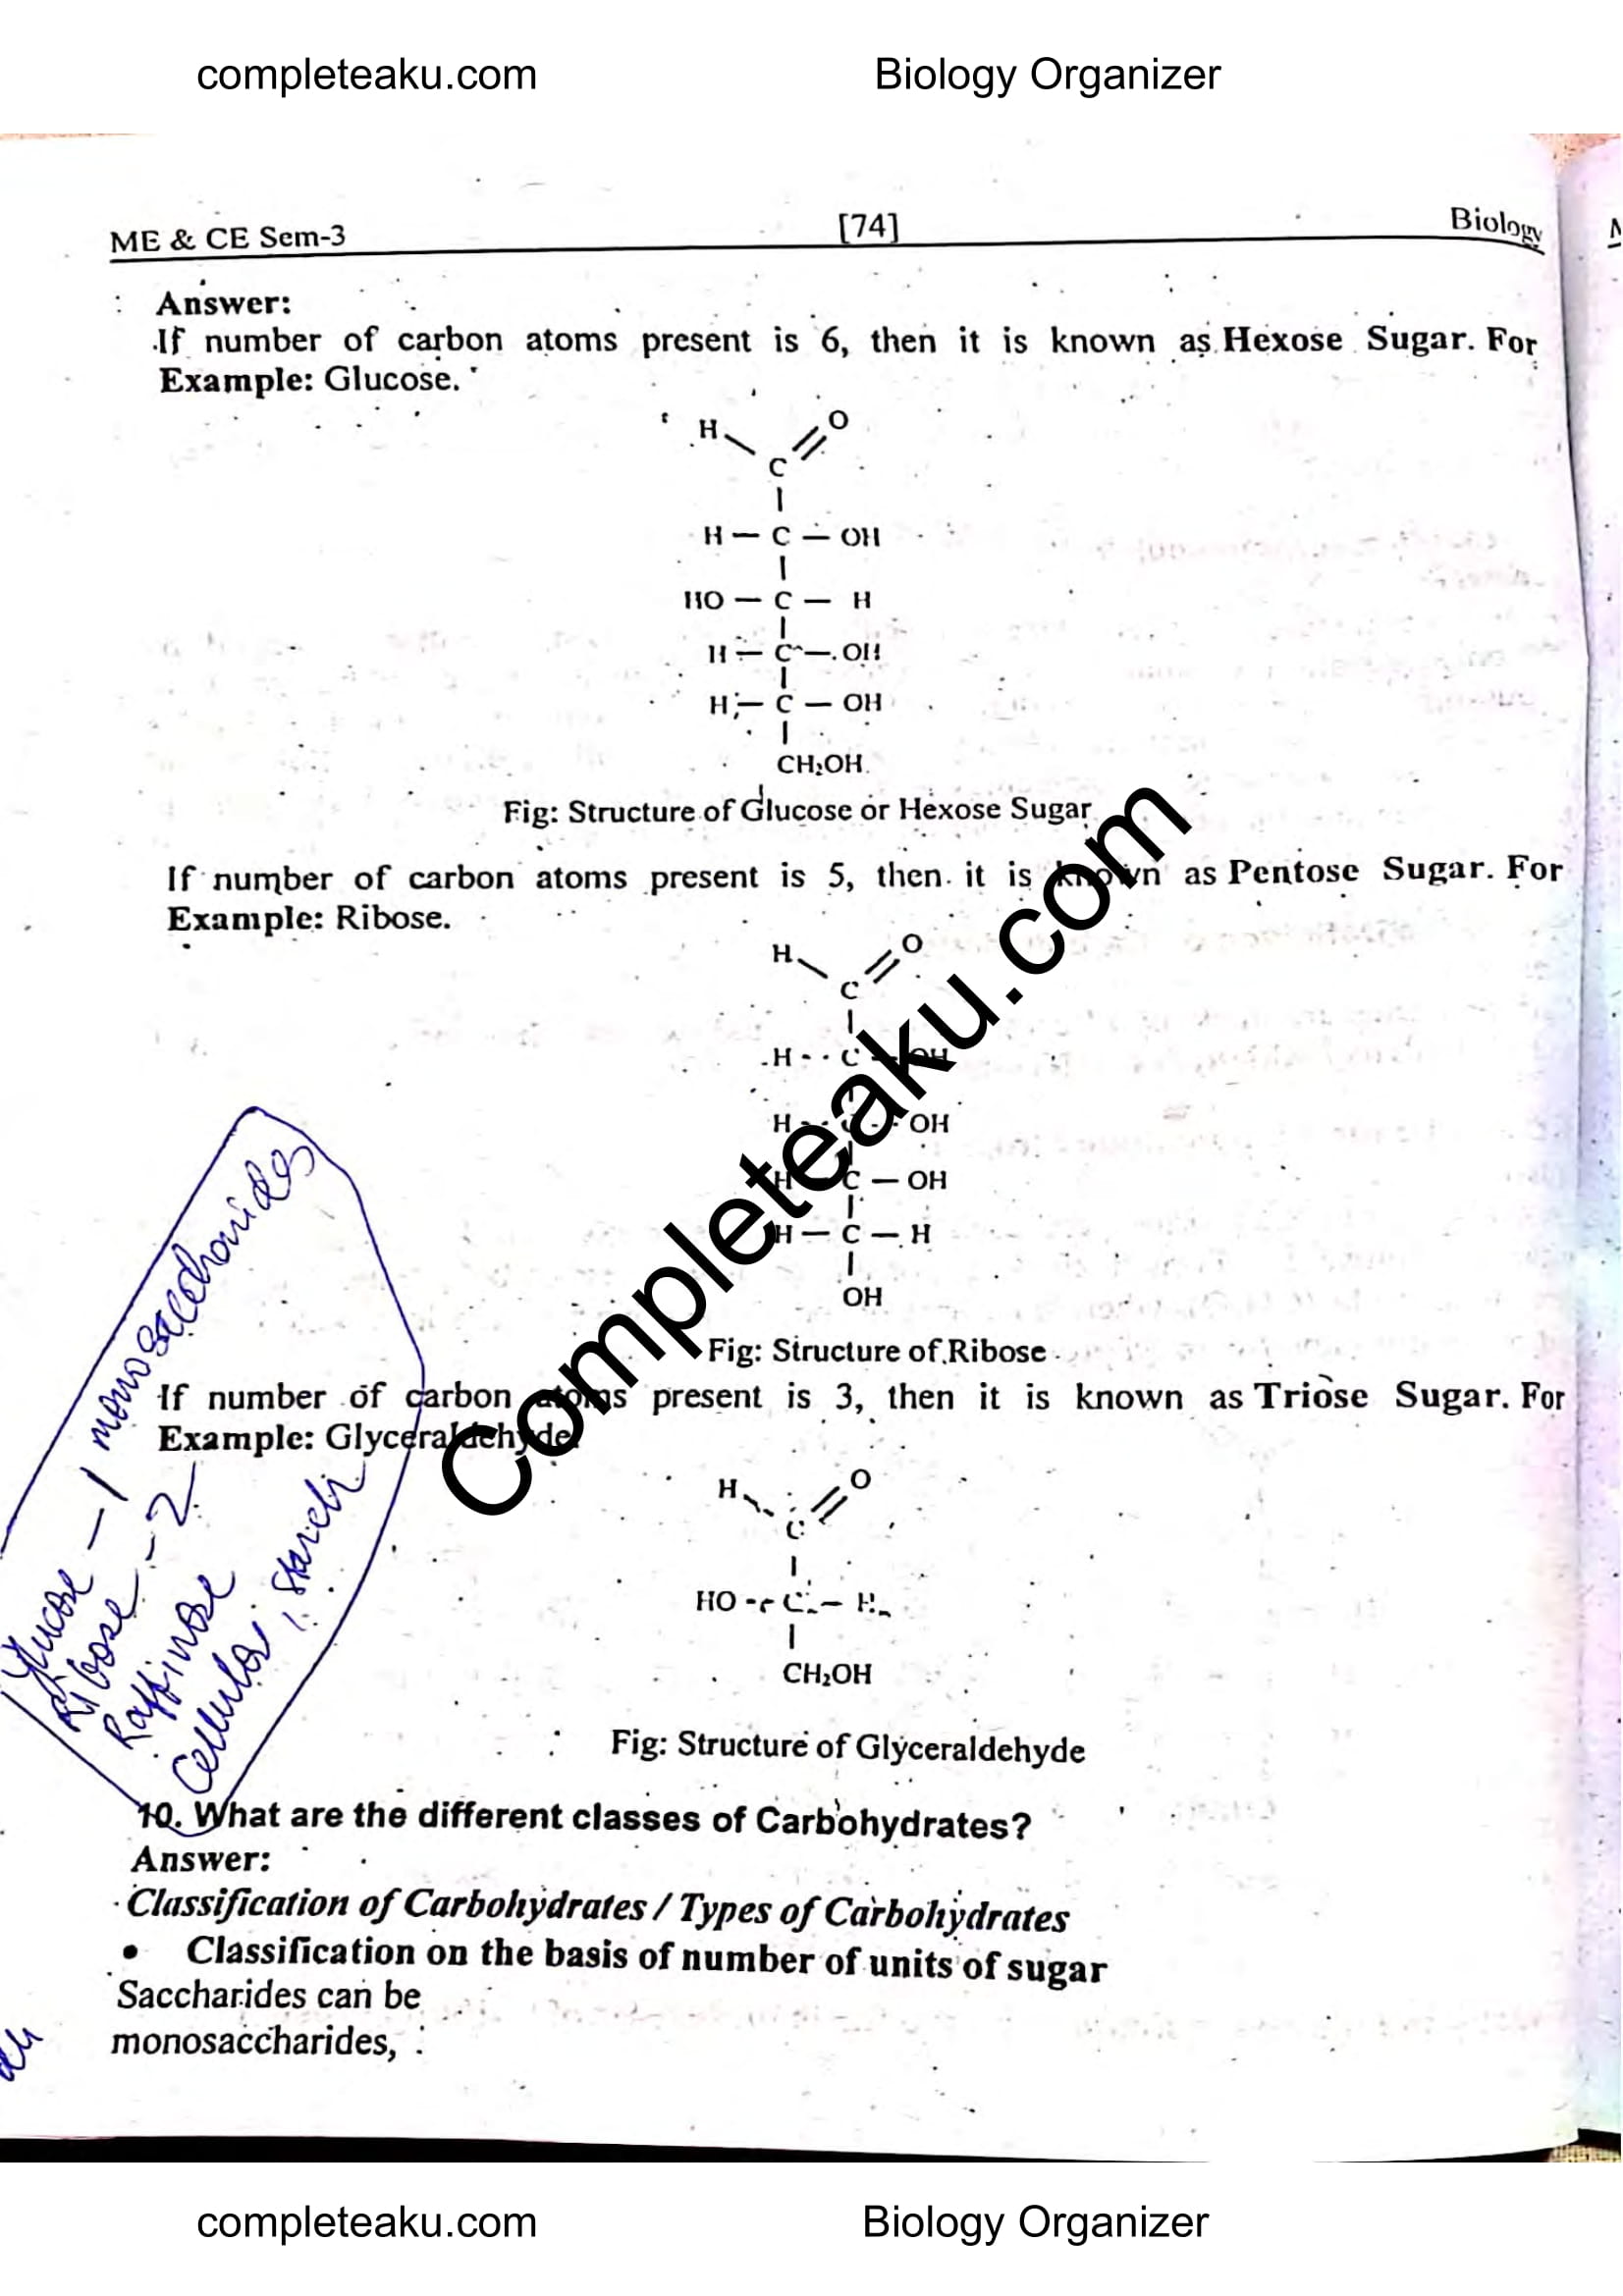 completeaku.com Biology Organizer
ME & CE Sem-3 [74] Biology
Answer:
If number of carbon atoms present is 6, then it is known as Hexose Sugar. For
Example: Glucose.
H O
C
H — C — OH
HO — C — H
H — C — OH
H — C — OH
CH₂OH
Fig: Structure of Glucose or Hexose Sugar
If number of carbon atoms present is 5, then it is known as Pentose Sugar. For
Example: Ribose.
H O
C
H - C — OH
H - C - OH
H C — OH
H — C — H
OH
Fig: Structure of Ribose
If number of carbon atoms present is 3, then it is known as Triose Sugar. For
Example: Glyceraldehyde.
H O
C
HO - C — H
CH₂OH
Fig: Structure of Glyceraldehyde
Glucose — 1 monosaccharides
Ribose - 2
Raffinose
Cellulos, starch
Completeaku.com
10. What are the different classes of Carbohydrates?
Answer:
Classification of Carbohydrates / Types of Carbohydrates
• Classification on the basis of number of units of sugar
Saccharides can be
monosaccharides,
completeaku.com Biology Organizer